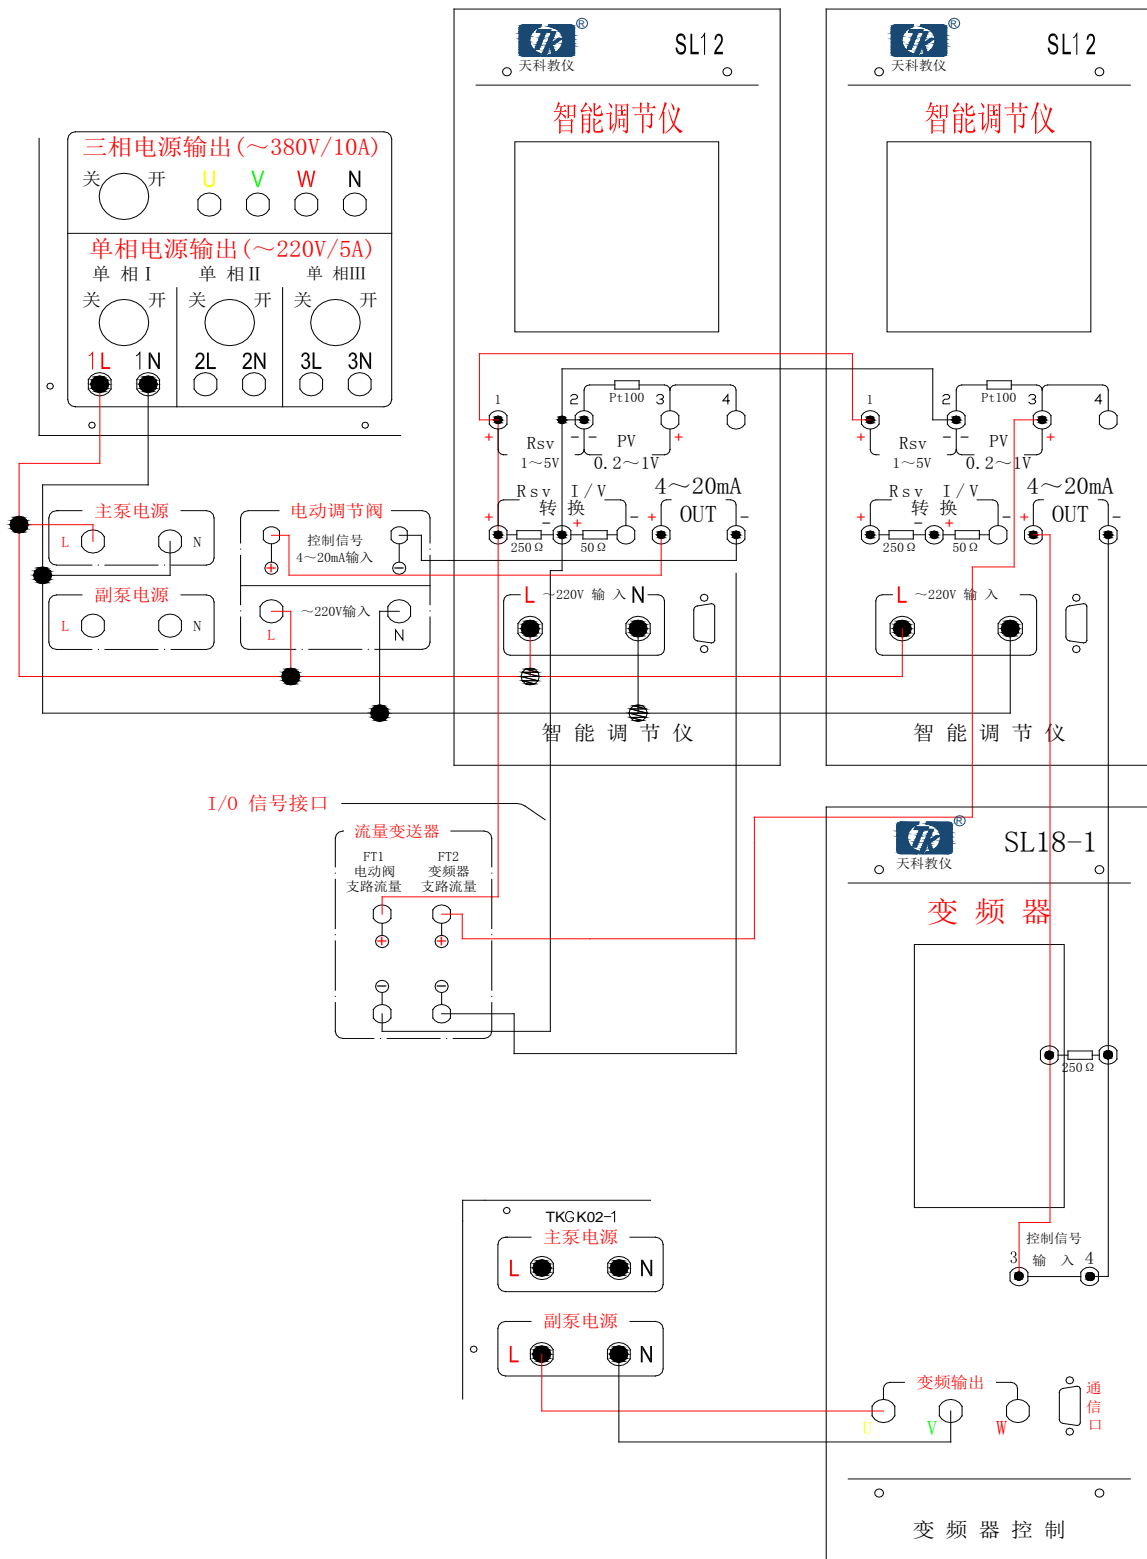 天科教仪
®
SL12
智能调节仪
1
2
3
4
Pt100
+
-
-
+
Rsv
1～5V
PV
0.2～1V
Rsv
I/V
转 换
4～20mA
OUT
+
-
+
+
-
250Ω
50Ω
L
～220V 输 入
N
智 能 调 节 仪
天科教仪
®
SL12
智能调节仪
1
2
3
4
Pt100
+
-
-
+
Rsv
1～5V
PV
0.2～1V
Rsv
I/V
转 换
4～20mA
OUT
+
-
+
+
-
250Ω
50Ω
L
～220V 输 入
N
智 能 调 节 仪
三相电源输出(～380V/10A)
关
开
U
V
W
N
单相电源输出(～220V/5A)
单 相 I
单 相 II
单 相III
关
开
关
开
关
开
1L
1N
2L
2N
3L
3N
主泵电源
L
N
副泵电源
L
N
电动调节阀
控制信号
4～20mA输入
+
-
～220V输入
L
N
I/O 信号接口
流量变送器
FT1
电动阀
支路流量
FT2
变频器
支路流量
+
+
-
-
天科教仪
®
SL18-1
变 频 器
250Ω
控制信号
3
输 入
4
变频输出
U
V
W
通
信
口
变 频 器 控 制
TKGK02-1
主泵电源
L
N
副泵电源
L
N